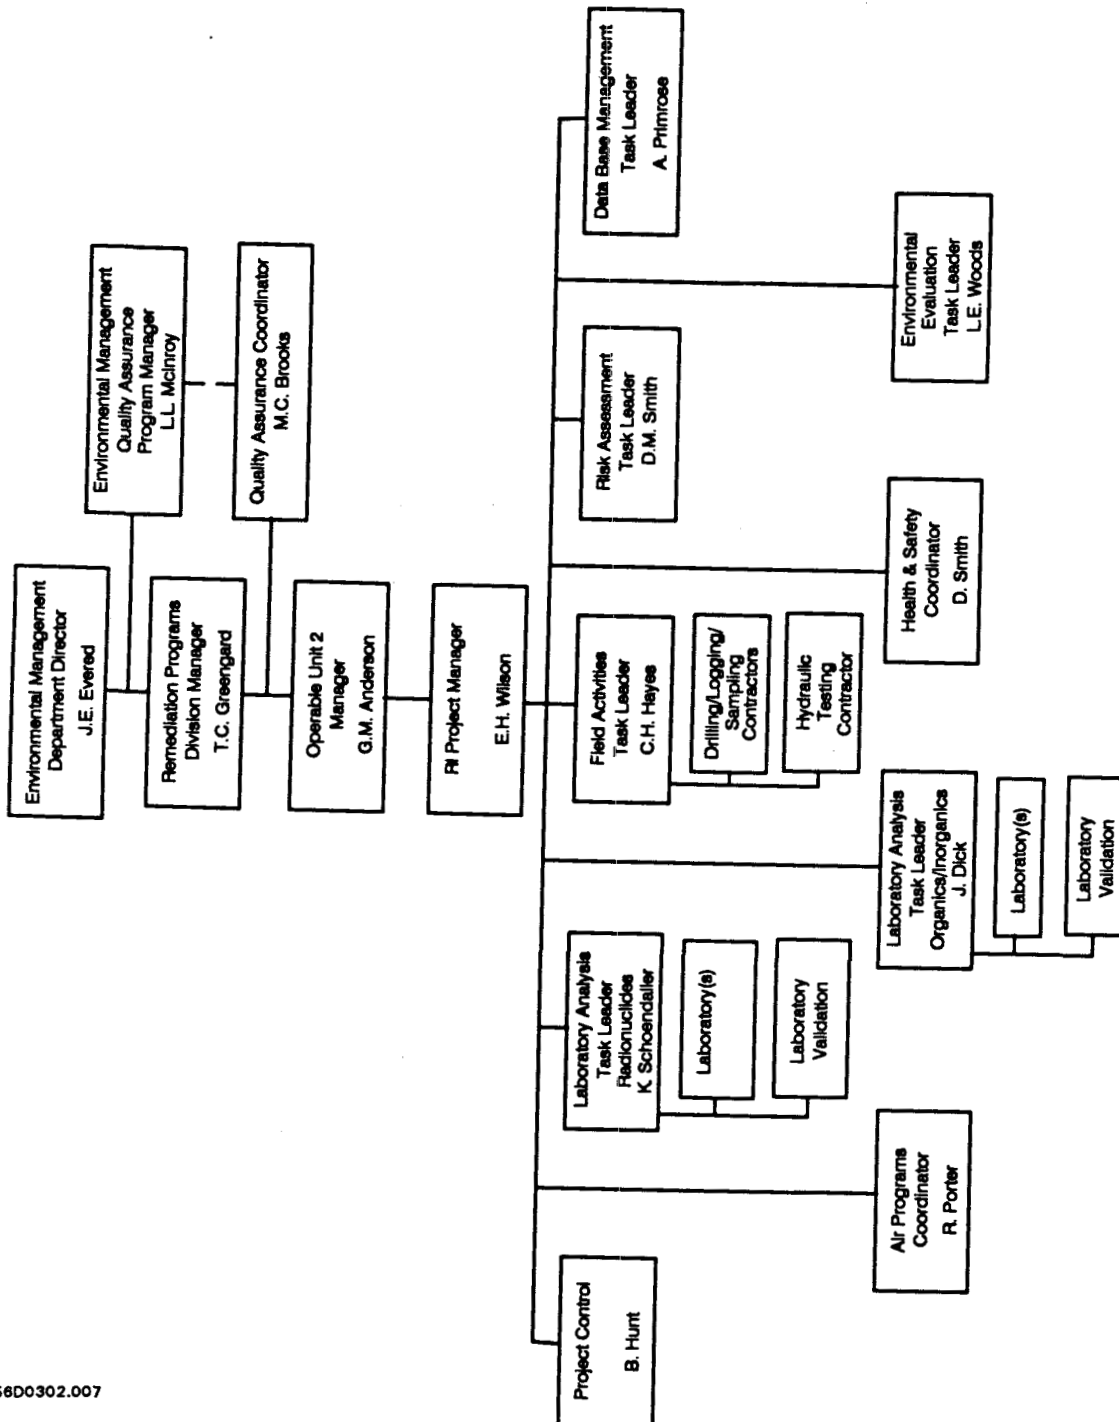 Environmental Management
Department Director
J.E. Evered
Environmental Management
Quality Assurance
Program Manager
L.L. McInroy
Remediation Programs
Division Manager
T.C. Greengard
Quality Assurance Coordinator
M.C. Brooks
Operable Unit 2
Manager
G.M. Anderson
RI Project Manager
E.H. Wilson
Project Control
B. Hunt
Laboratory Analysis
Task Leader
Radionuclides
K. Schoendaller
Laboratory(s)
Laboratory
Validation
Field Activities
Task Leader
C.H. Hayes
Drilling/Logging/
Sampling
Contractors
Hydraulic
Testing
Contractor
Risk Assessment
Task Leader
D.M. Smith
Data Base Management
Task Leader
A. Primrose
Air Programs
Coordinator
R. Porter
Laboratory Analysis
Task Leader
Organics/Inorganics
J. Dick
Laboratory(s)
Laboratory
Validation
Health & Safety
Coordinator
D. Smith
Environmental
Evaluation
Task Leader
L.E. Woods
56D0302.007